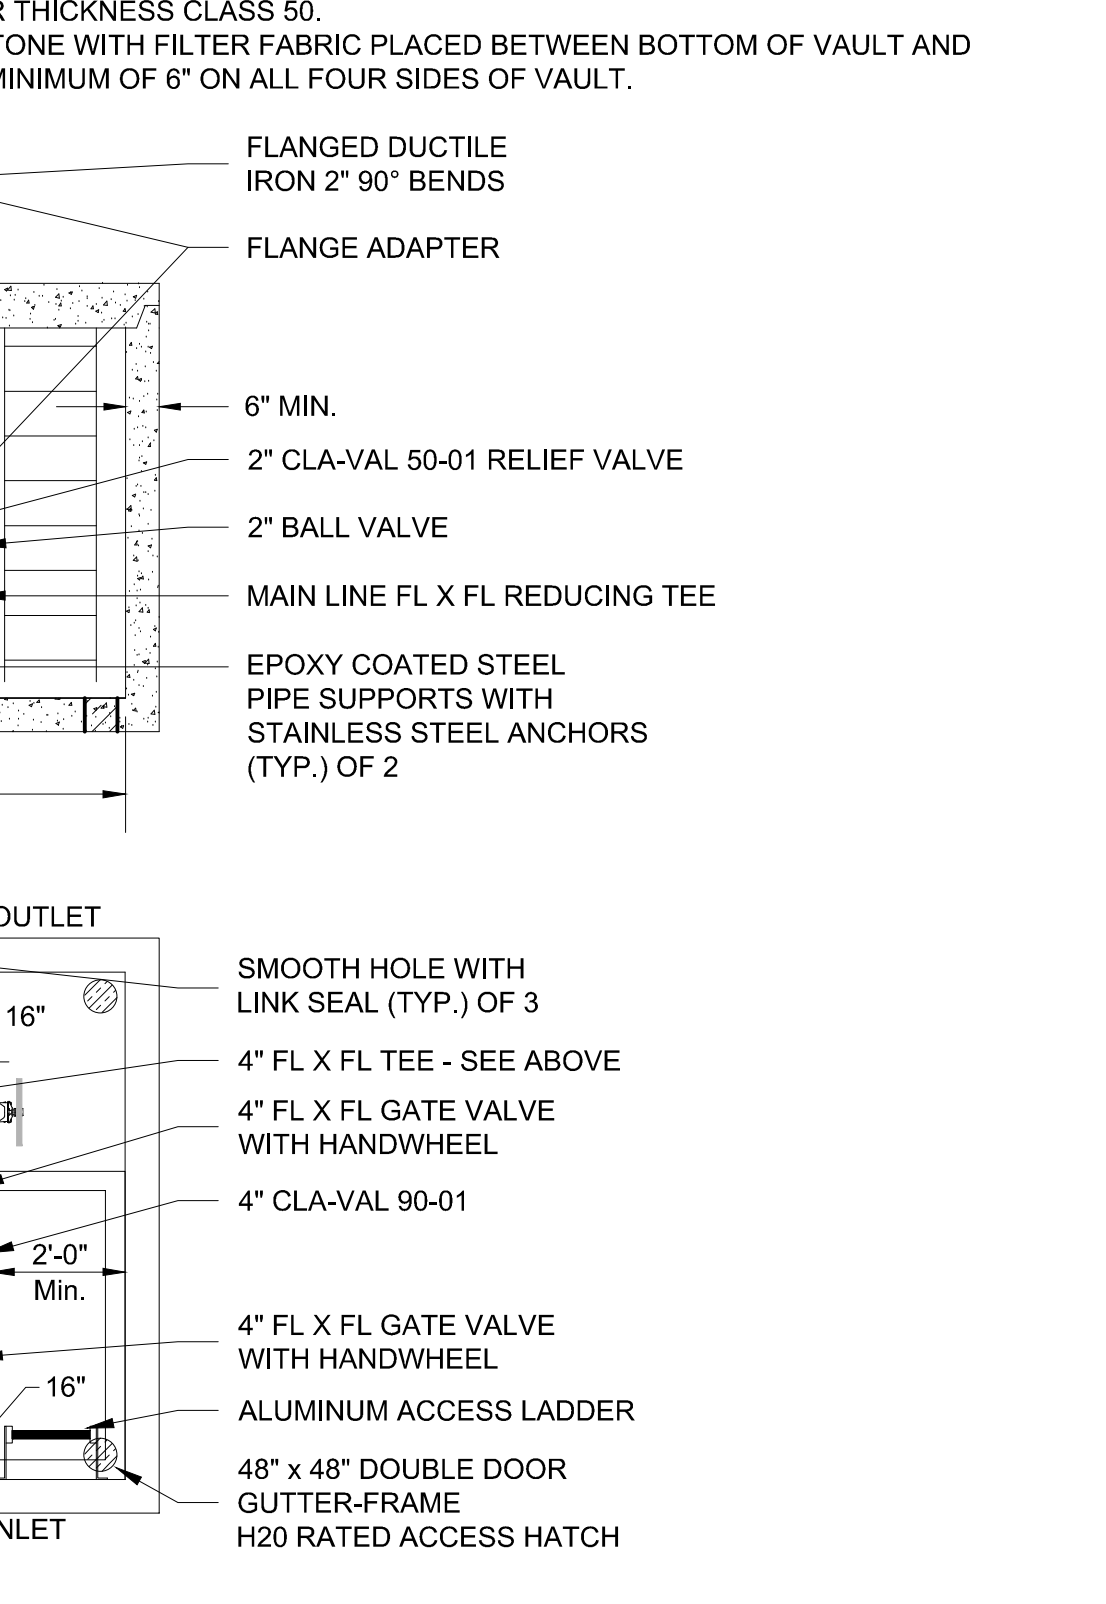 THICKNESS CLASS 50.
WITH FILTER FABRIC PLACED BETWEEN BOTTOM OF VAULT AND
MINIMUM OF 6" ON ALL FOUR SIDES OF VAULT.
FLANGED DUCTILE
IRON 2" 90° BENDS
FLANGE ADAPTER
6" MIN.
2" CLA-VAL 50-01 RELIEF VALVE
2" BALL VALVE
MAIN LINE FL X FL REDUCING TEE
EPOXY COATED STEEL
PIPE SUPPORTS WITH
STAINLESS STEEL ANCHORS
(TYP.) OF 2
OUTLET
SMOOTH HOLE WITH
LINK SEAL (TYP.) OF 3
16"
4" FL X FL TEE - SEE ABOVE
4" FL X FL GATE VALVE
WITH HANDWHEEL
4" CLA-VAL 90-01
2'-0"
Min.
4" FL X FL GATE VALVE
WITH HANDWHEEL
16"
ALUMINUM ACCESS LADDER
48" x 48" DOUBLE DOOR
GUTTER-FRAME
H20 RATED ACCESS HATCH
NLET